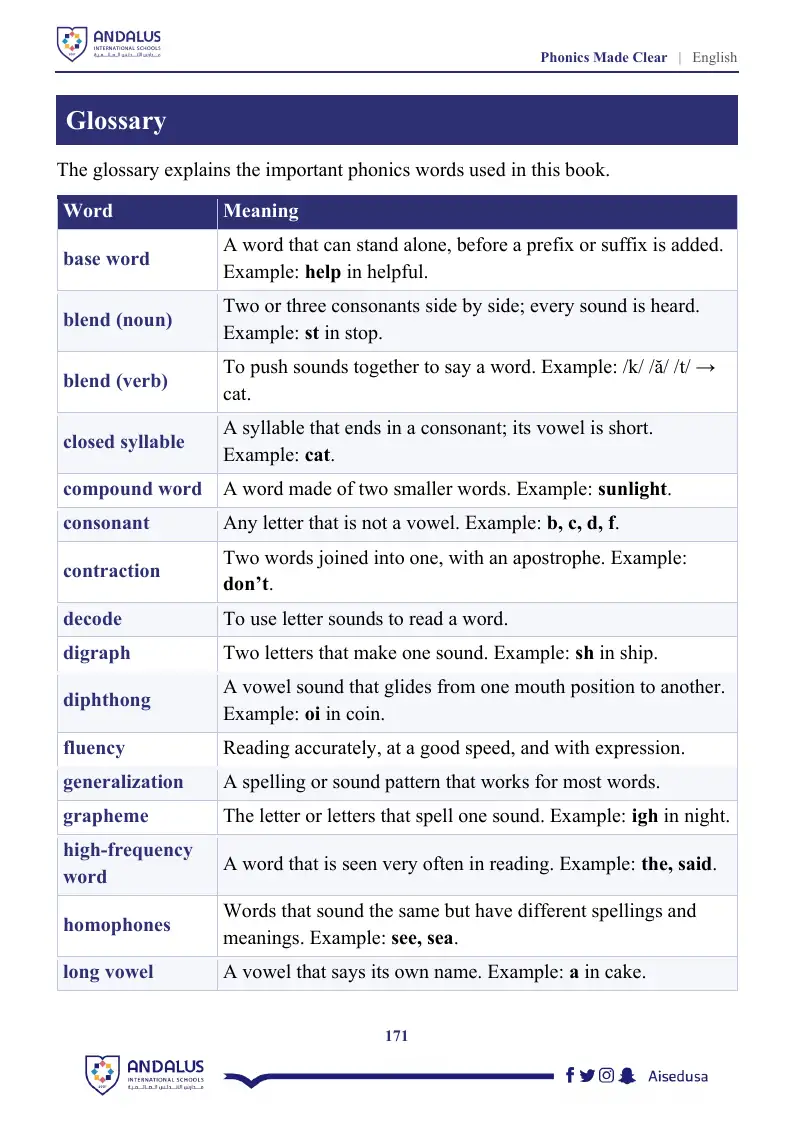 ANDALUS
INTERNATIONAL SCHOOLS
مدارس الأندلس العالمية
Phonics Made Clear | English
Glossary
The glossary explains the important phonics words used in this book.
Word Meaning
base word A word that can stand alone, before a prefix or suffix is added.
Example: help in helpful.
blend (noun) Two or three consonants side by side; every sound is heard.
Example: st in stop.
blend (verb) To push sounds together to say a word. Example: /k/ /ă/ /t/ →
cat.
closed syllable A syllable that ends in a consonant; its vowel is short.
Example: cat.
compound word A word made of two smaller words. Example: sunlight.
consonant Any letter that is not a vowel. Example: b, c, d, f.
contraction Two words joined into one, with an apostrophe. Example:
don’t.
decode To use letter sounds to read a word.
digraph Two letters that make one sound. Example: sh in ship.
diphthong A vowel sound that glides from one mouth position to another.
Example: oi in coin.
fluency Reading accurately, at a good speed, and with expression.
generalization A spelling or sound pattern that works for most words.
grapheme The letter or letters that spell one sound. Example: igh in night.
high-frequency
word A word that is seen very often in reading. Example: the, said.
homophones Words that sound the same but have different spellings and
meanings. Example: see, sea.
long vowel A vowel that says its own name. Example: a in cake.
171
ANDALUS
INTERNATIONAL SCHOOLS
مدارس الأندلس العالمية
Aisedusa